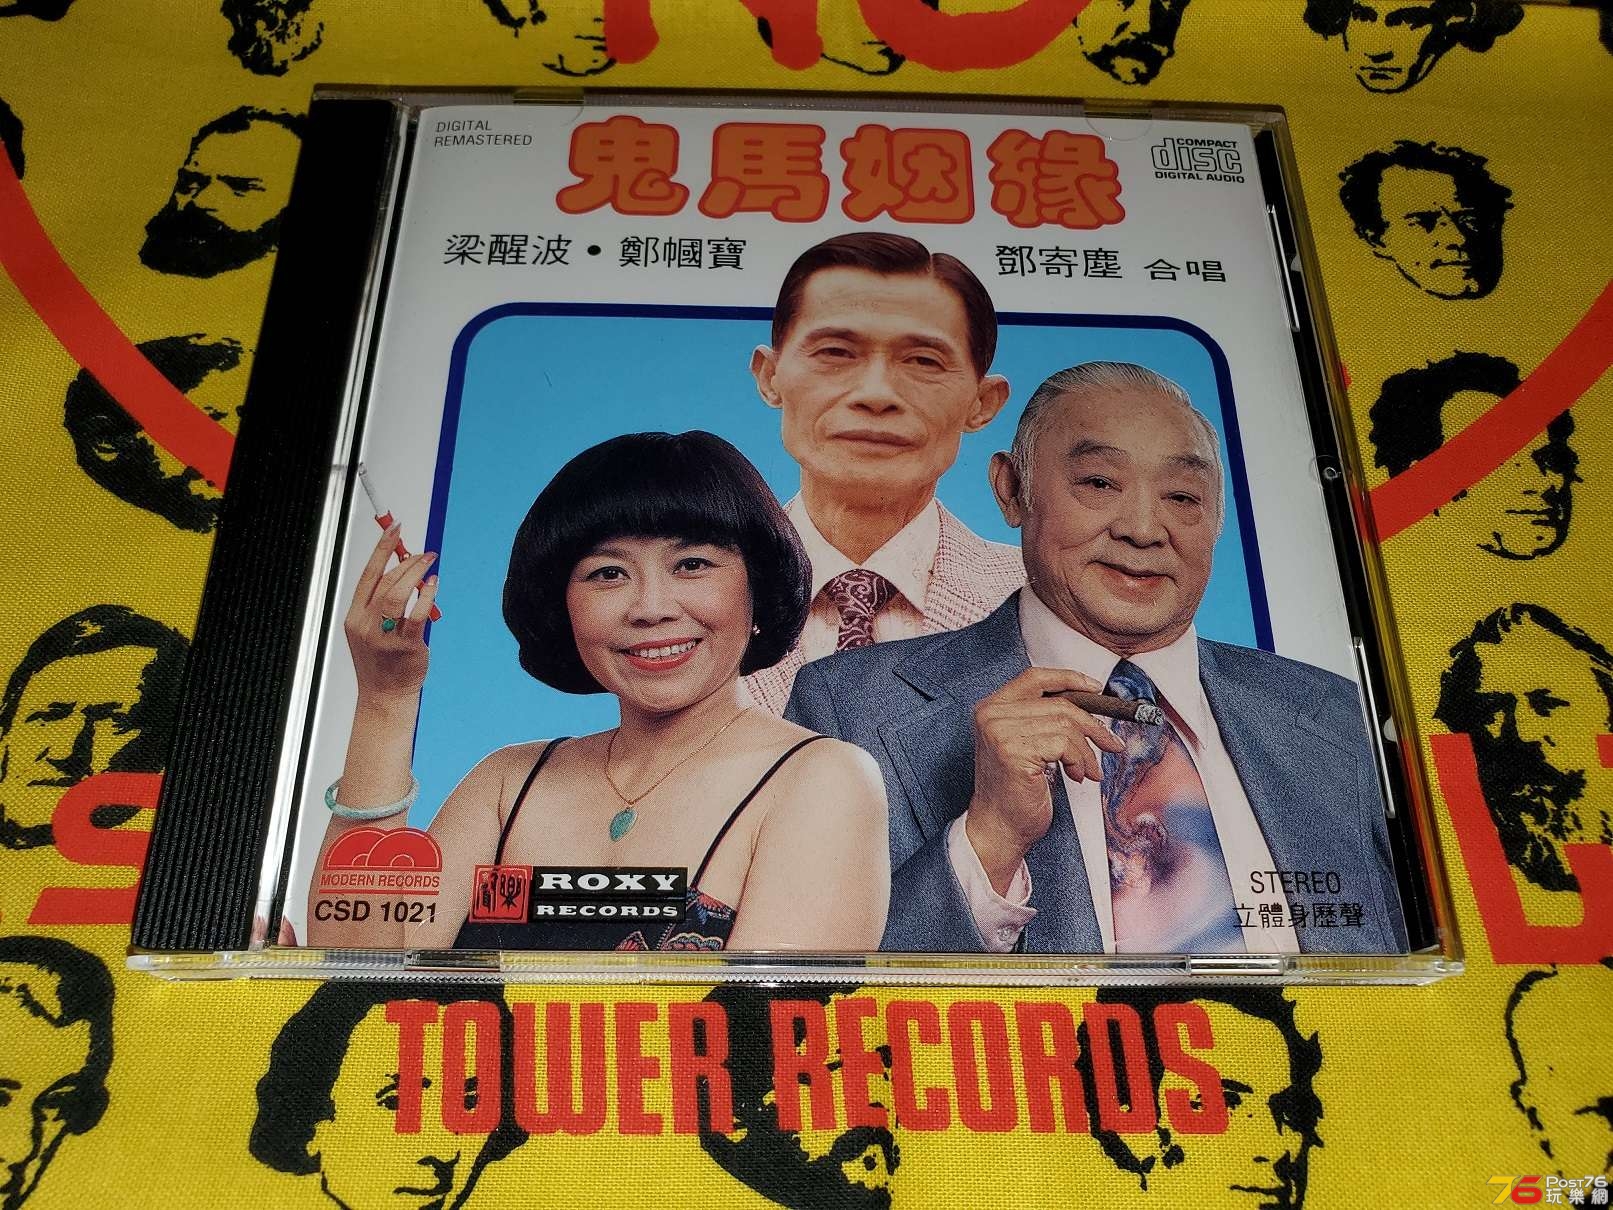 NO
DIGITAL
REMASTERED
鬼馬姻緣
COMPACT
disc
DIGITAL AUDIO
梁醒波・鄭幗寶 鄧寄塵 合唱
MODERN RECORDS
CSD 1021
ROXY
RECORDS
STEREO
立體身歷聲
TOWER RECORDS
76 Post76
玩樂網